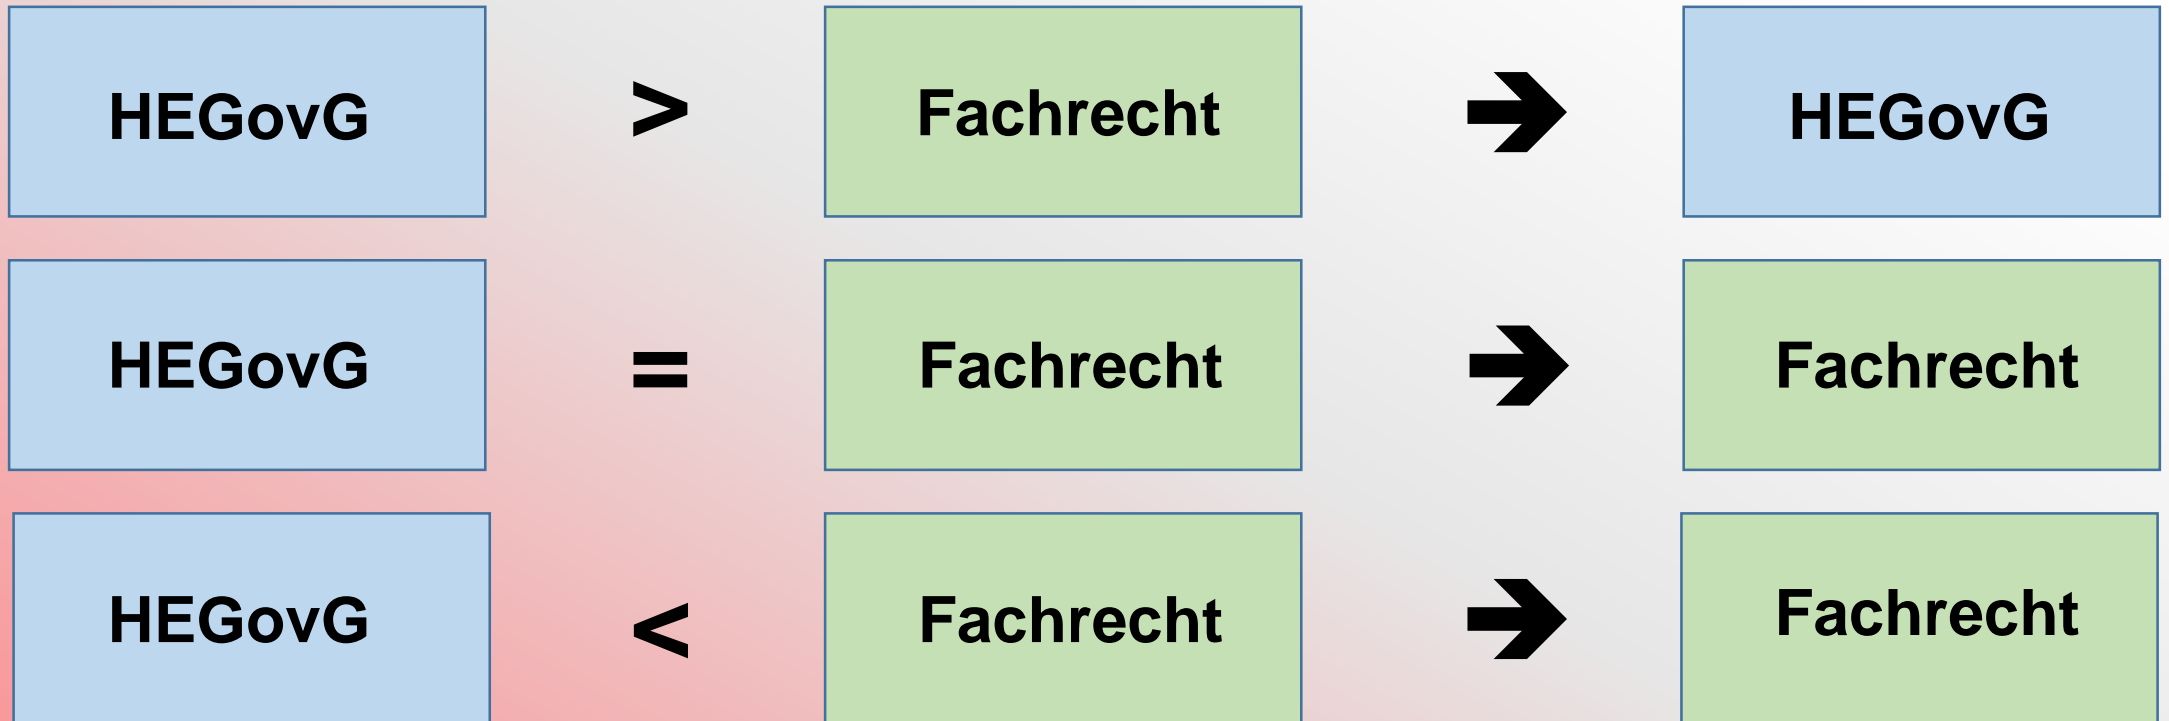 HEGovG > Fachrecht 🡺 HEGovG
HEGovG = Fachrecht 🡺 Fachrecht
HEGovG < Fachrecht 🡺 Fachrecht